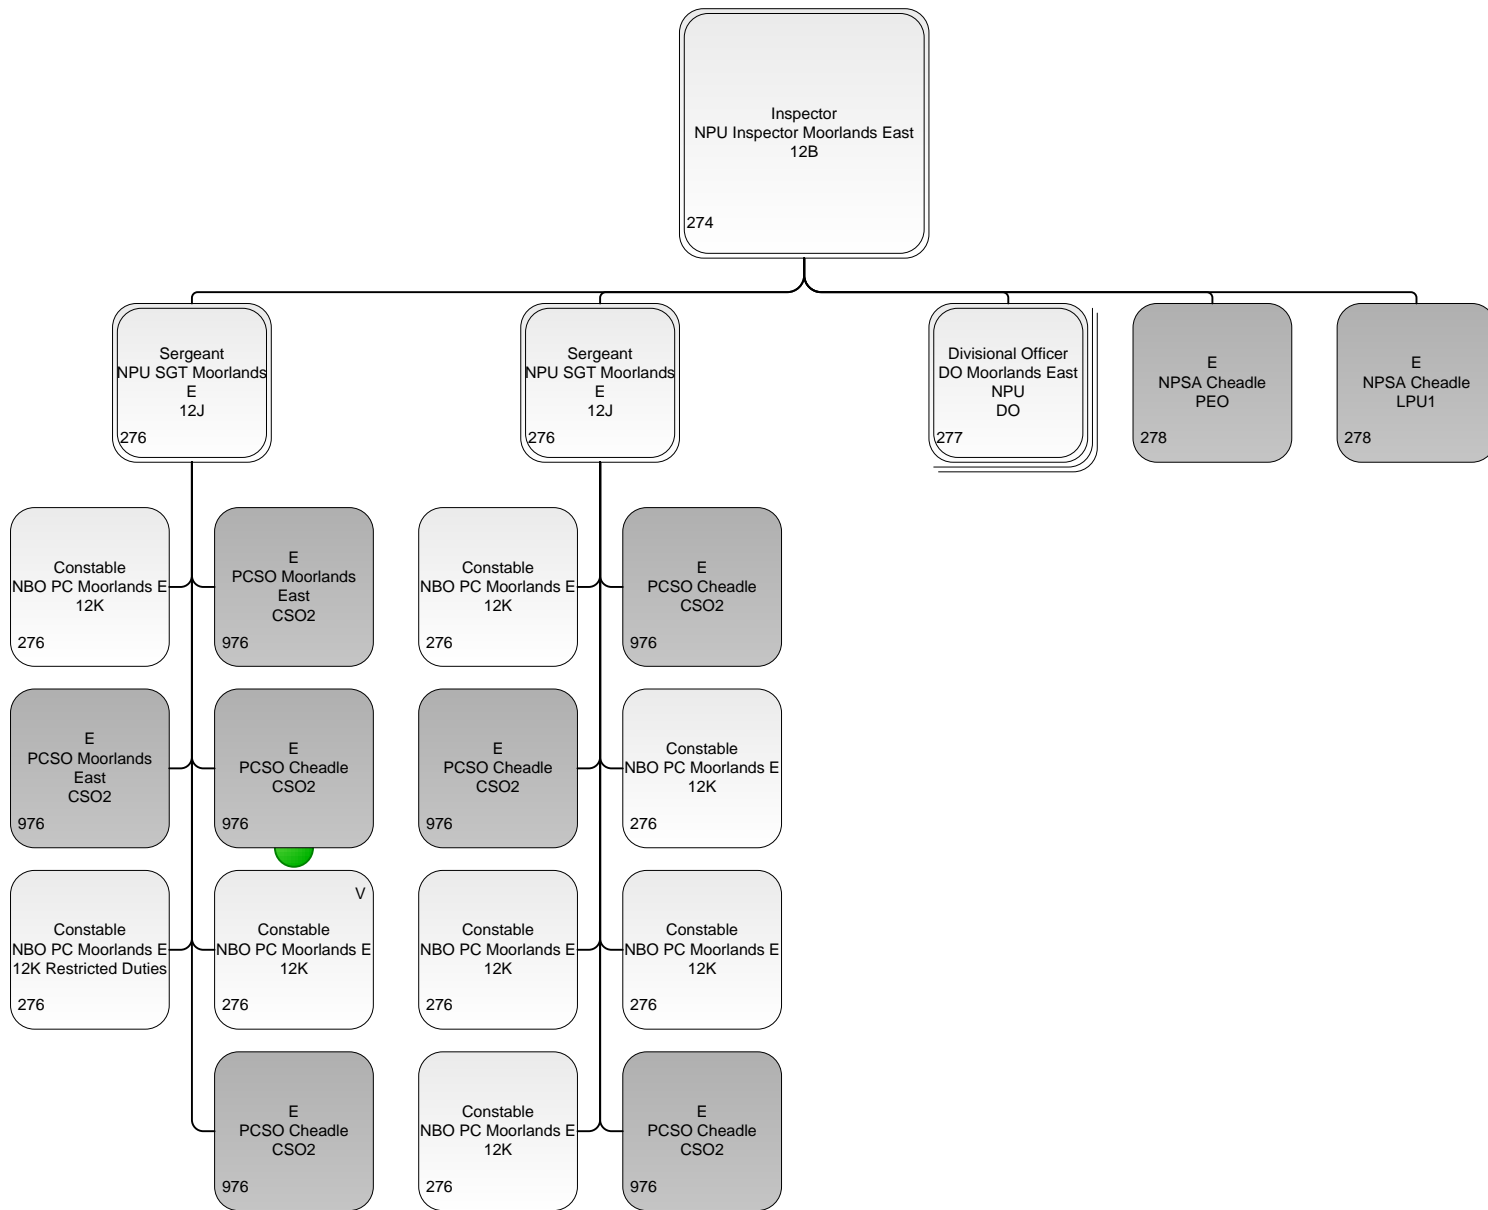 Inspector
NPU Inspector Moorlands East
12B
274
Sergeant
NPU SGT Moorlands
E
12J
276
Sergeant
NPU SGT Moorlands
E
12J
276
Divisional Officer
DO Moorlands East
NPU
DO
277
E
NPSA Cheadle
PEO
278
E
NPSA Cheadle
LPU1
278
Constable
NBO PC Moorlands E
12K
276
E
PCSO Moorlands
East
CSO2
976
Constable
NBO PC Moorlands E
12K
276
E
PCSO Cheadle
CSO2
976
E
PCSO Moorlands
East
CSO2
976
E
PCSO Cheadle
CSO2
976
E
PCSO Cheadle
CSO2
976
Constable
NBO PC Moorlands E
12K
276
Constable
NBO PC Moorlands E
12K Restricted Duties
276
V
Constable
NBO PC Moorlands E
12K
276
Constable
NBO PC Moorlands E
12K
276
Constable
NBO PC Moorlands E
12K
276
E
PCSO Cheadle
CSO2
976
Constable
NBO PC Moorlands E
12K
276
E
PCSO Cheadle
CSO2
976